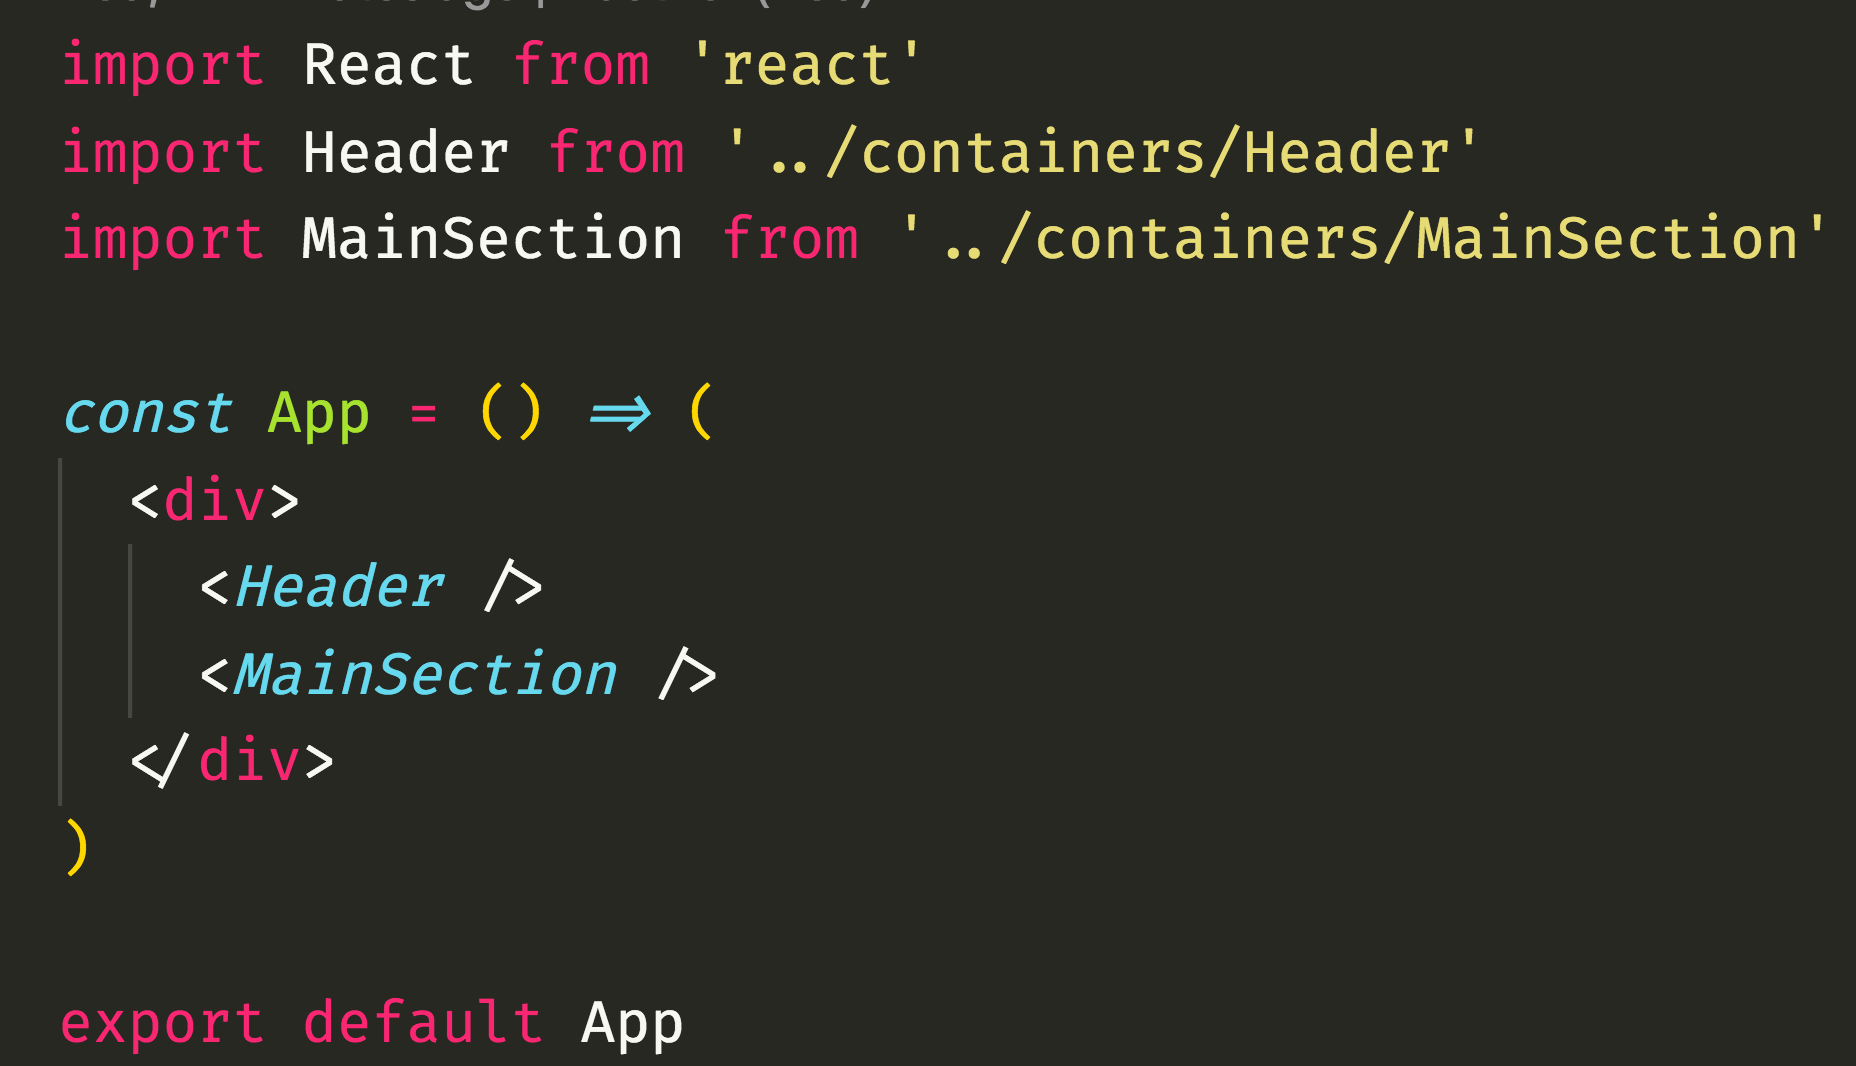 import React from 'react'
import Header from '../containers/Header'
import MainSection from '../containers/MainSection'
const App = () => (
<div>
<Header />
<MainSection />
</div>
)
export default App